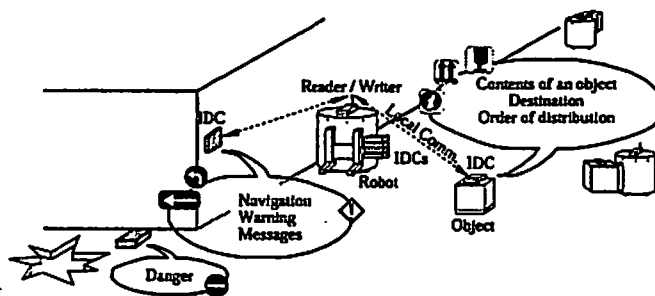 Reader / Writer
IDC
Local Comm.
Contents of an object
Destination
Order of distribution
IDCs
IDC
Robot
Object
Navigation
Warning
Messages
Danger